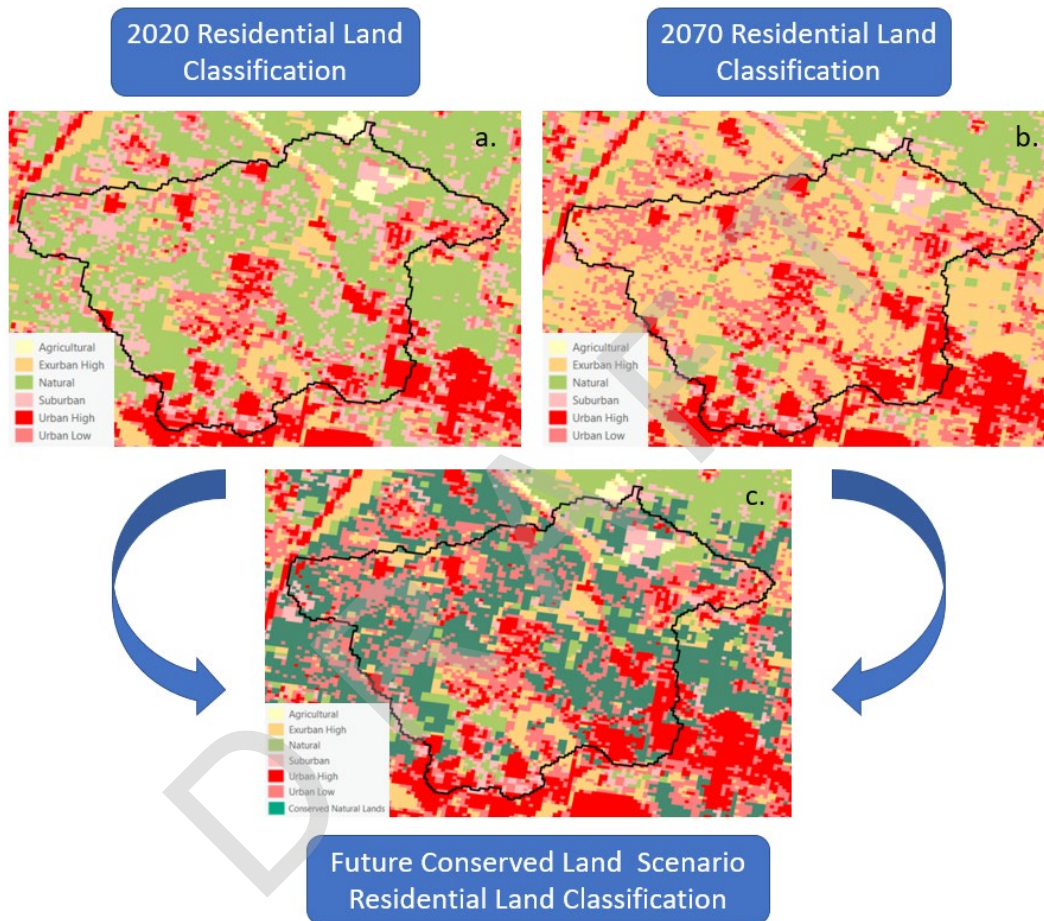 2020 Residential Land
Classification
2070 Residential Land
Classification
a.
Agricultural
Exurban High
Natural
Suburban
Urban High
Urban Low
b.
Agricultural
Exurban High
Natural
Suburban
Urban High
Urban Low
c.
Agricultural
Exurban High
Natural
Suburban
Urban High
Urban Low
Conserved Natural Lands
Future Conserved Land Scenario
Residential Land Classification
DRAFT